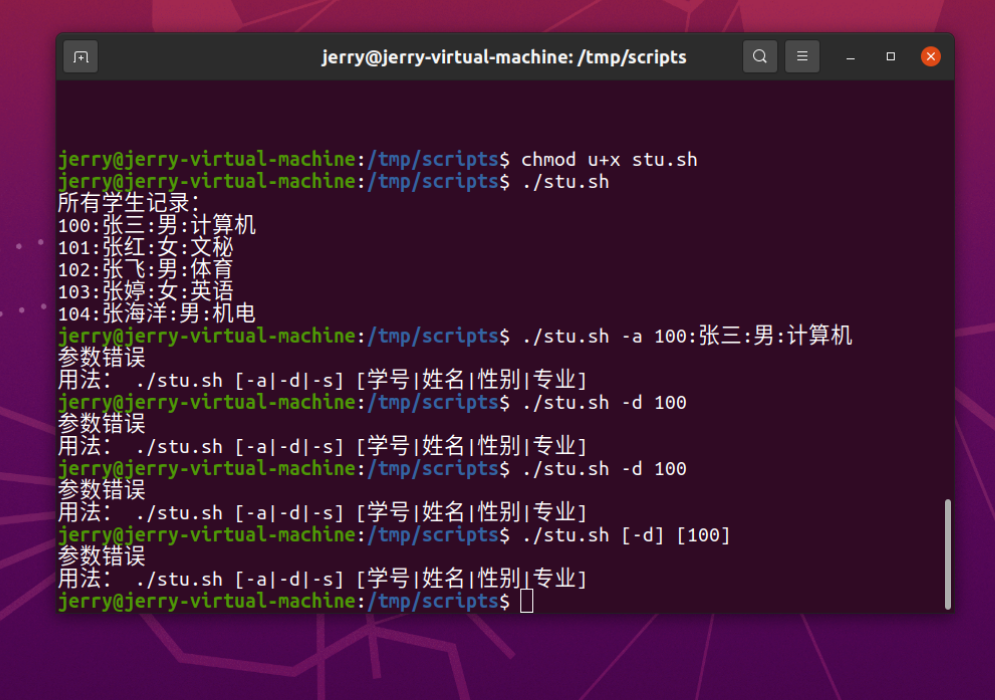 jerry@jerry-virtual-machine: /tmp/scripts
jerry@jerry-virtual-machine:/tmp/scripts$ chmod u+x stu.sh
jerry@jerry-virtual-machine:/tmp/scripts$ ./stu.sh
所有学生记录:
100:张三:男:计算机
101:张红:女:文秘
102:张飞:男:体育
103:张婷:女:英语
104:张海洋:男:机电
jerry@jerry-virtual-machine:/tmp/scripts$ ./stu.sh -a 100:张三:男:计算机
参数错误
用法: ./stu.sh [-a|-d|-s] [学号|姓名|性别|专业]
jerry@jerry-virtual-machine:/tmp/scripts$ ./stu.sh -d 100
参数错误
用法: ./stu.sh [-a|-d|-s] [学号|姓名|性别|专业]
jerry@jerry-virtual-machine:/tmp/scripts$ ./stu.sh -d 100
参数错误
用法: ./stu.sh [-a|-d|-s] [学号|姓名|性别|专业]
jerry@jerry-virtual-machine:/tmp/scripts$ ./stu.sh [-d] [100]
参数错误
用法: ./stu.sh [-a|-d|-s] [学号|姓名|性别|专业]
jerry@jerry-virtual-machine:/tmp/scripts$